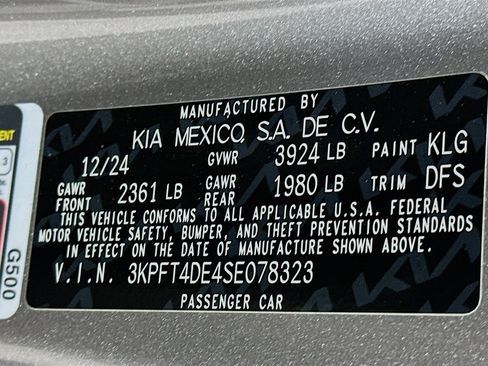 MANUFACTURED BY
KIA MEXICO, S.A. DE C.V.
12/24 GVWR 3924 LB PAINT KLG
GAWR FRONT 2361 LB GAWR REAR 1980 LB TRIM DFS
THIS VEHICLE CONFORMS TO ALL APPLICABLE U.S.A. FEDERAL
MOTOR VEHICLE SAFETY, BUMPER, AND THEFT PREVENTION STANDARDS
IN EFFECT ON THE DATE OF MANUFACTURE SHOWN ABOVE.
V.I.N. 3KPFT4DE4SE078323
PASSENGER CAR
G500